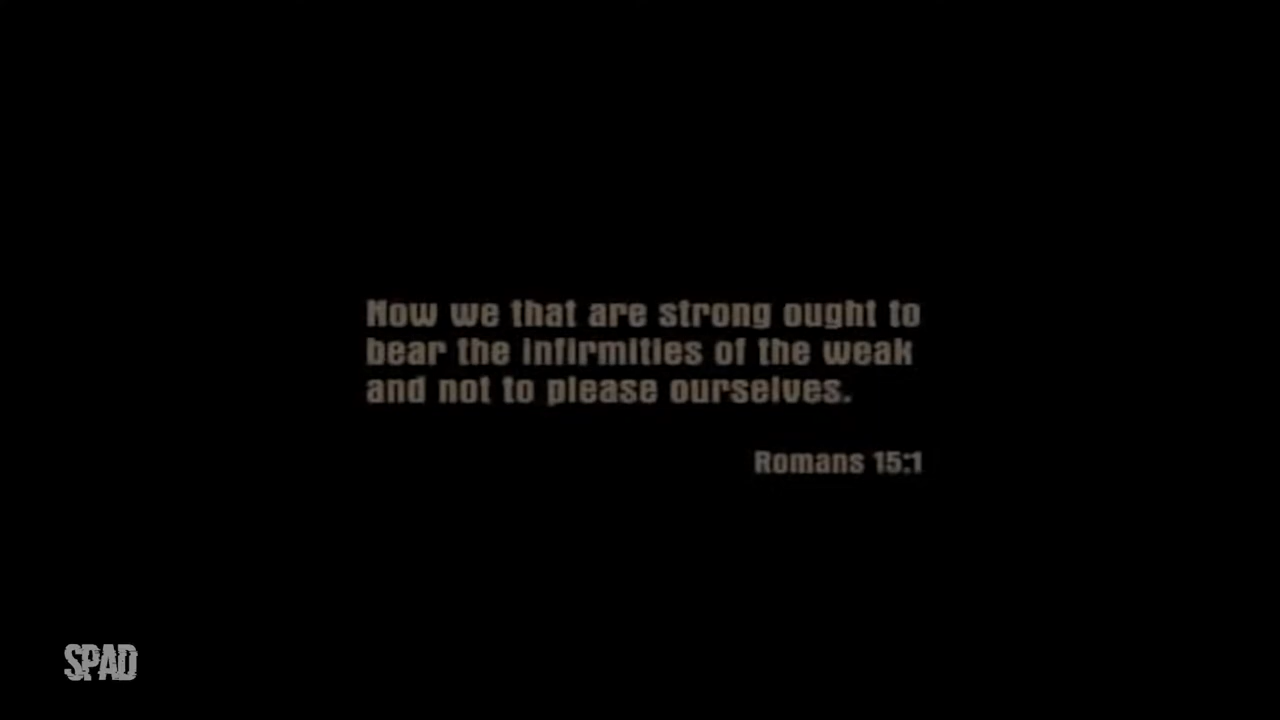 Now we that are strong ought to
bear the infirmities of the weak
and not to please ourselves.
Romans 15:1
SPAD